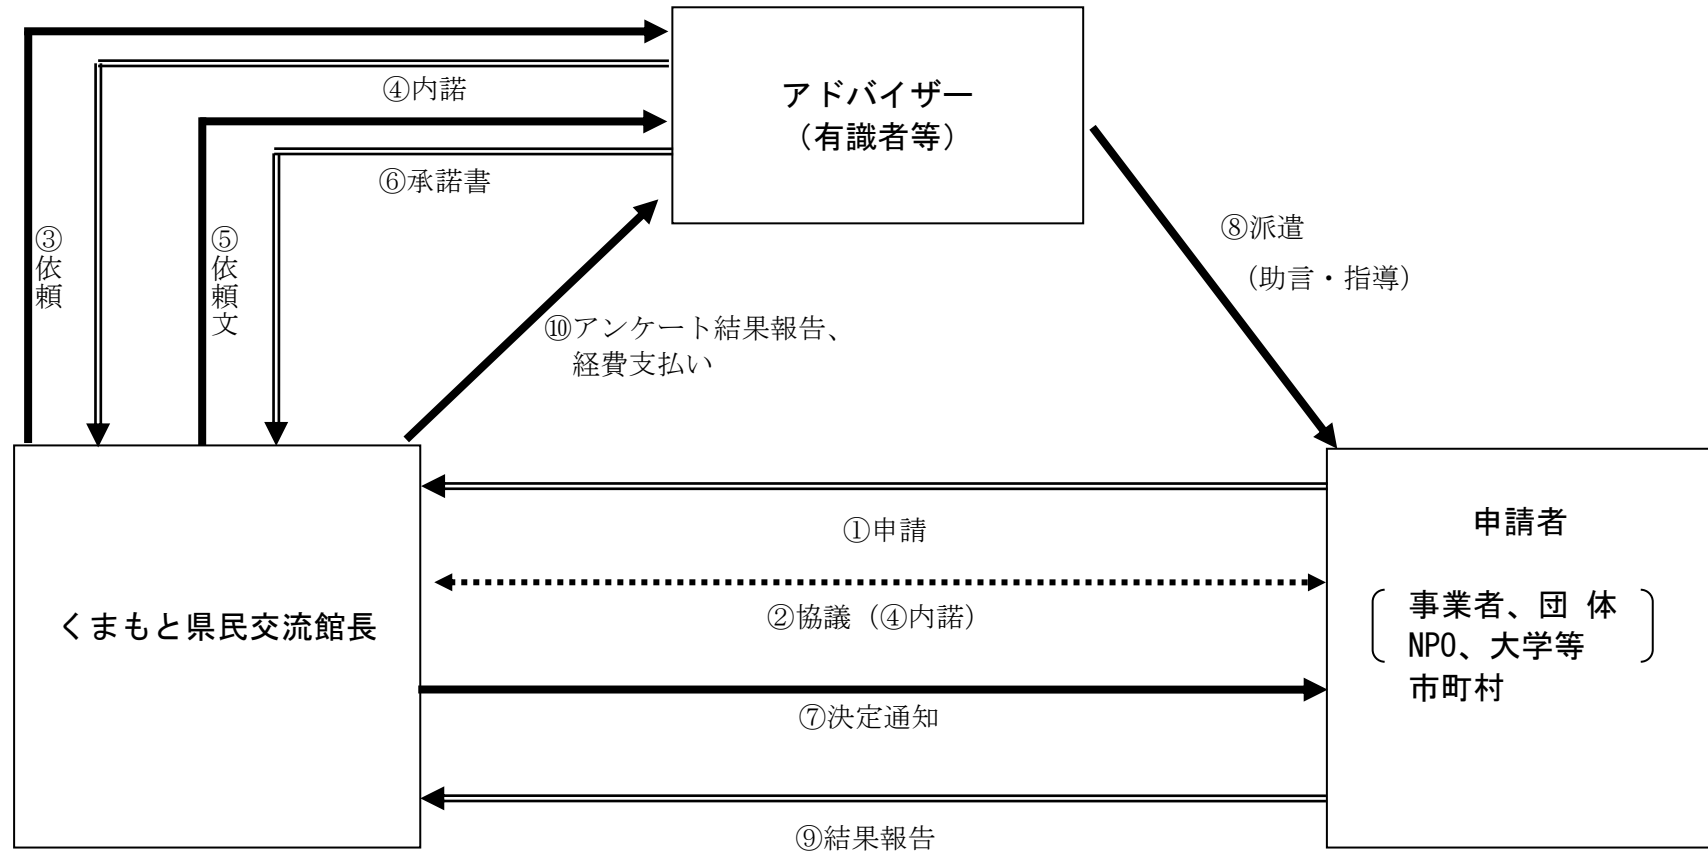 アドバイザー
（有識者等）
④内諾
⑥承諾書
③依頼
⑤依頼文
⑧派遣
（助言・指導）
⑩アンケート結果報告、
経費支払い
①申請
申請者
②協議（④内諾）
事業者、団 体
NPO、大学等
市町村
くまもと県民交流館長
⑦決定通知
⑨結果報告